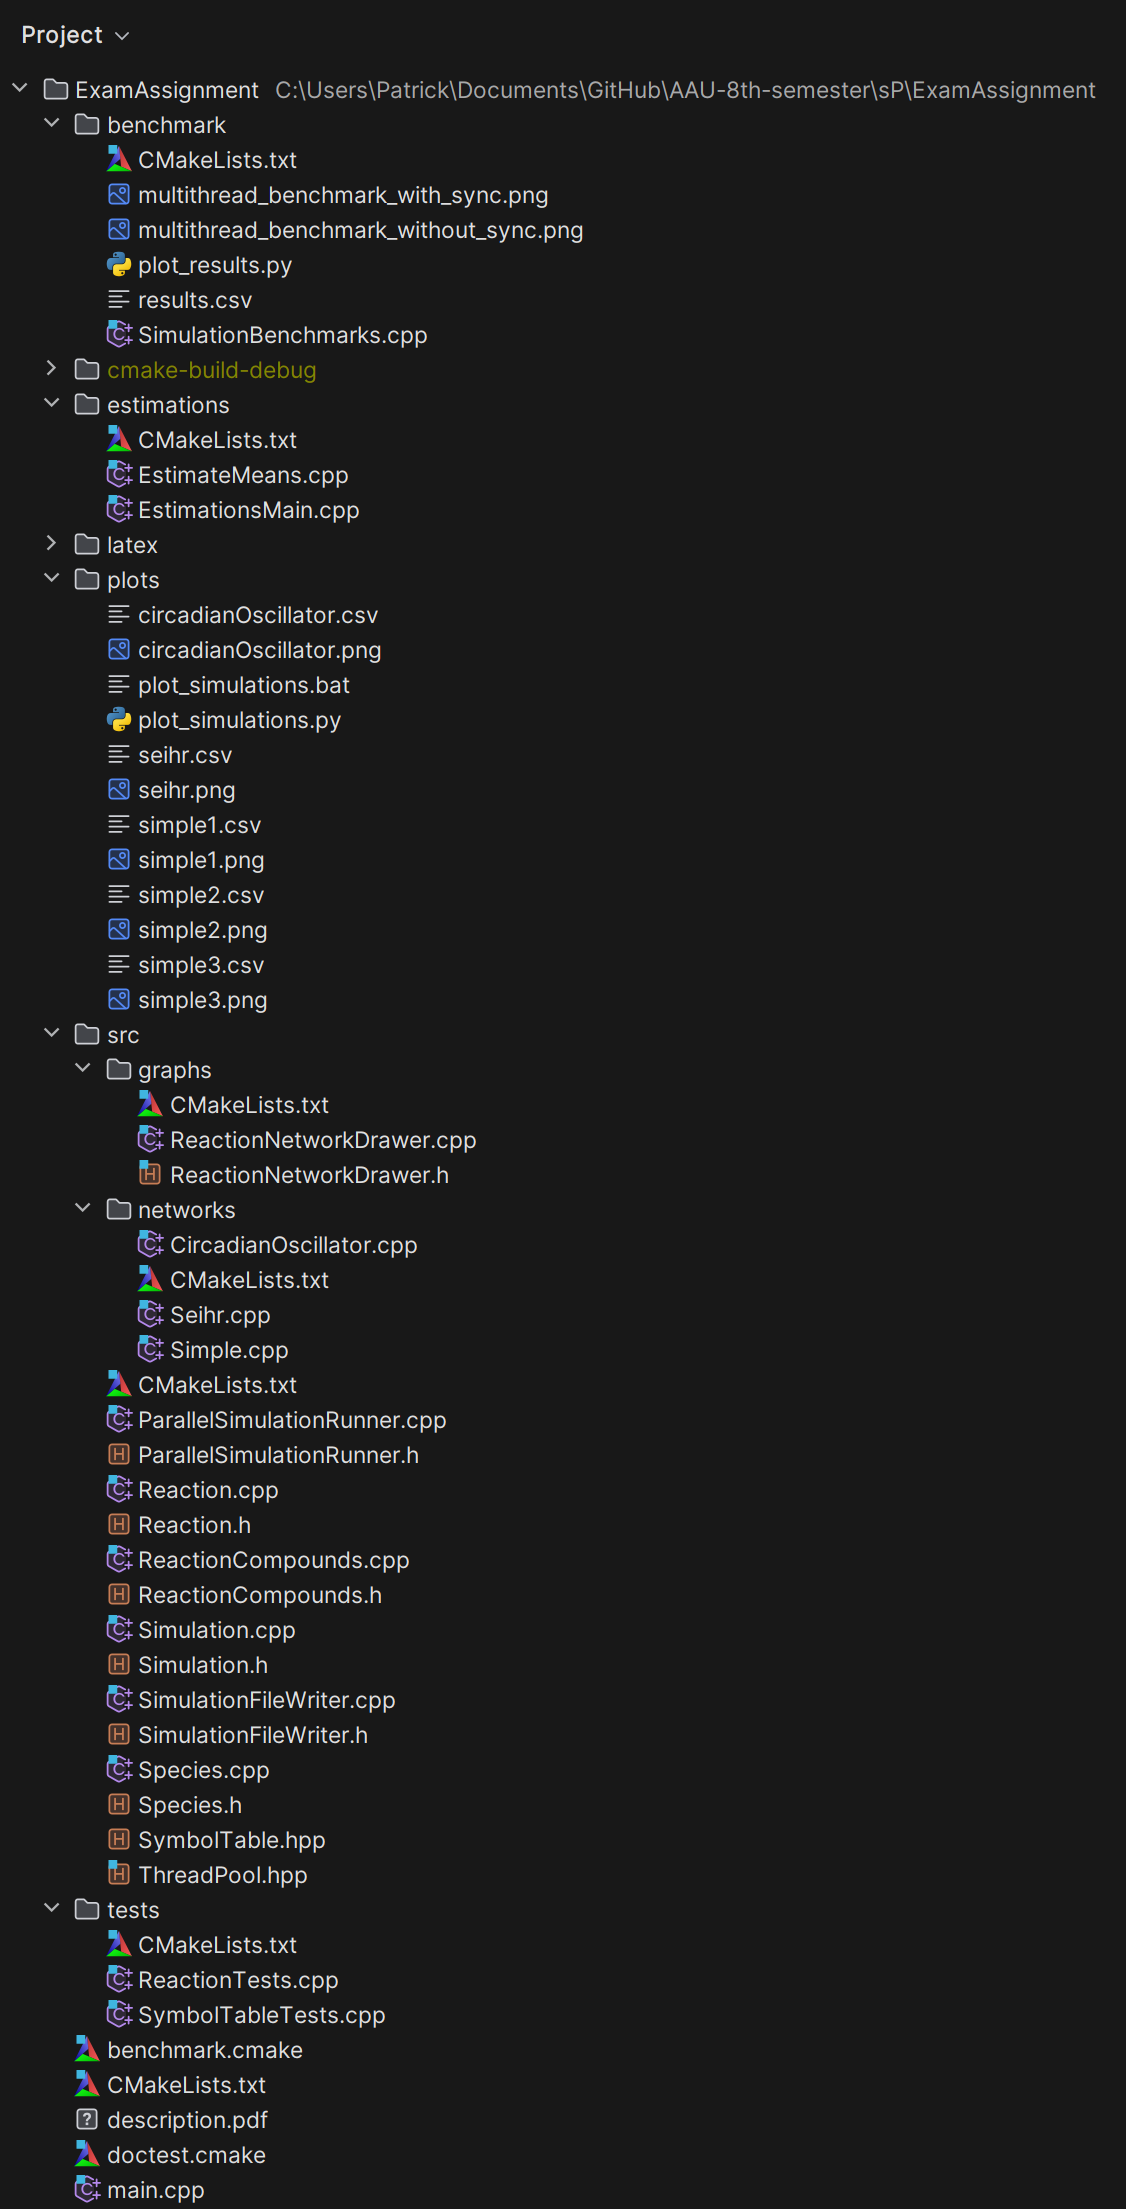 Project
ExamAssignment C:\Users\Patrick\Documents\GitHub\AAU-8th-semester\sP\ExamAssignment
benchmark
CMakeLists.txt
multithread_benchmark_with_sync.png
multithread_benchmark_without_sync.png
plot_results.py
results.csv
SimulationBenchmarks.cpp
cmake-build-debug
estimations
CMakeLists.txt
EstimateMeans.cpp
EstimationsMain.cpp
latex
plots
circadianOscillator.csv
circadianOscillator.png
plot_simulations.bat
plot_simulations.py
seihr.csv
seihr.png
simple1.csv
simple1.png
simple2.csv
simple2.png
simple3.csv
simple3.png
src
graphs
CMakeLists.txt
ReactionNetworkDrawer.cpp
ReactionNetworkDrawer.h
networks
CircadianOscillator.cpp
CMakeLists.txt
Seihr.cpp
Simple.cpp
CMakeLists.txt
ParallelSimulationRunner.cpp
ParallelSimulationRunner.h
Reaction.cpp
Reaction.h
ReactionCompounds.cpp
ReactionCompounds.h
Simulation.cpp
Simulation.h
SimulationFileWriter.cpp
SimulationFileWriter.h
Species.cpp
Species.h
SymbolTable.hpp
ThreadPool.hpp
tests
CMakeLists.txt
ReactionTests.cpp
SymbolTableTests.cpp
benchmark.cmake
CMakeLists.txt
description.pdf
doctest.cmake
main.cpp